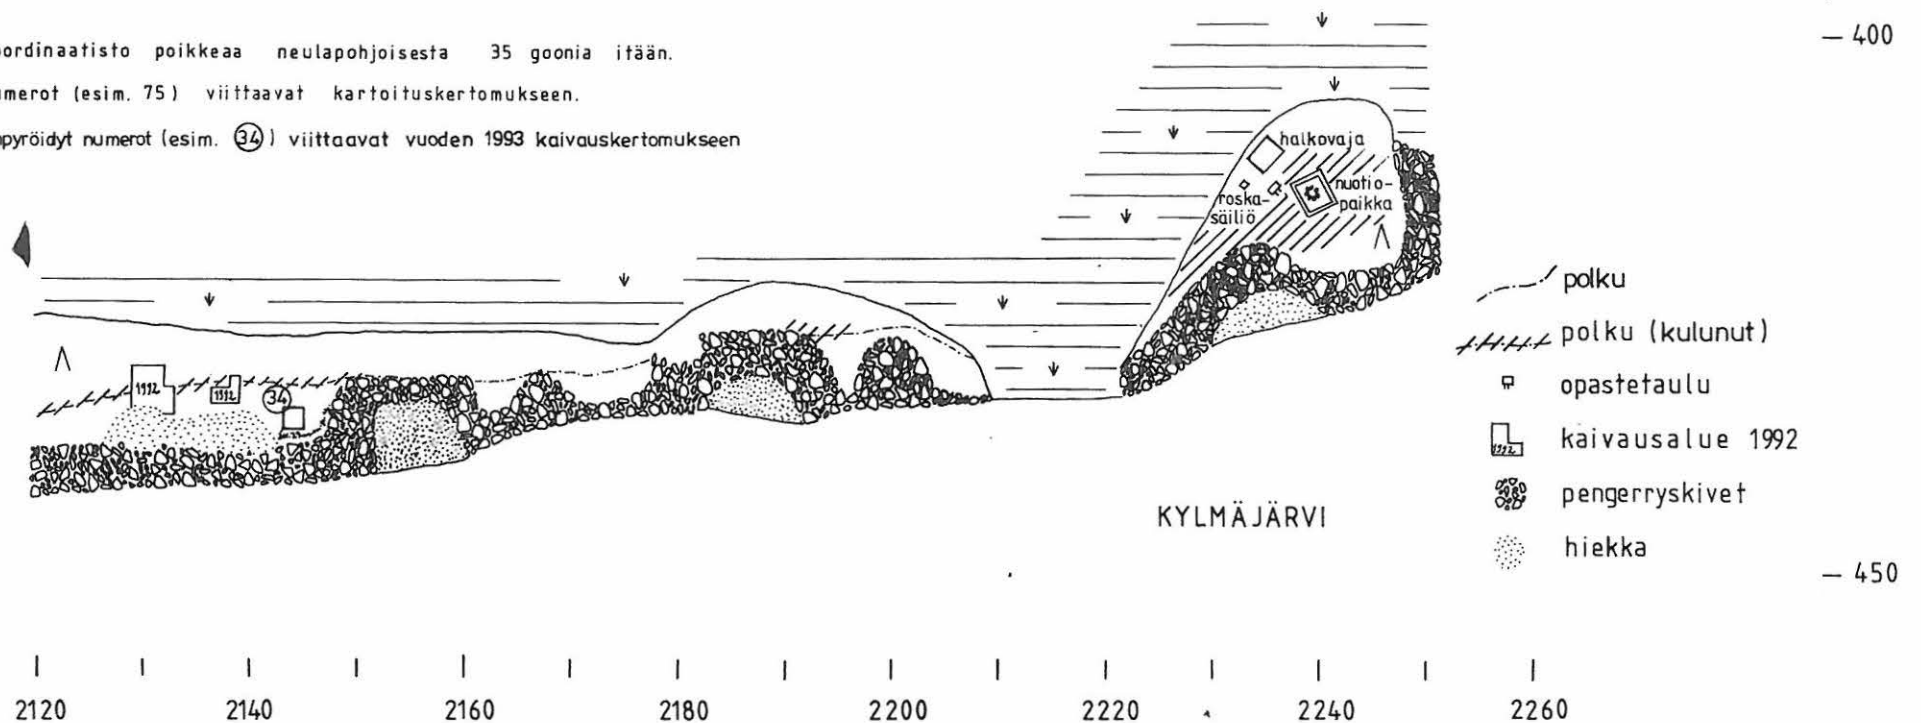 ordinaatisto poikkeaa neulapohjoisesta 35 goonia itään.
merot (esim. 75) viittaavat kartoituskertomukseen.
pyröidyt numerot (esim. 34) viittaavat vuoden 1993 kaivauskertomukseen
400
halkovaja
roska-
säiliö
nuotio-
paikka
1992
1992
34
polku
polku (kulunut)
opastetaulu
1992
kaivausalue 1992
pengerryskivet
hiekka
KYLMÄJÄRVI
450
2120 2140 2160 2180 2200 2220 2240 2260